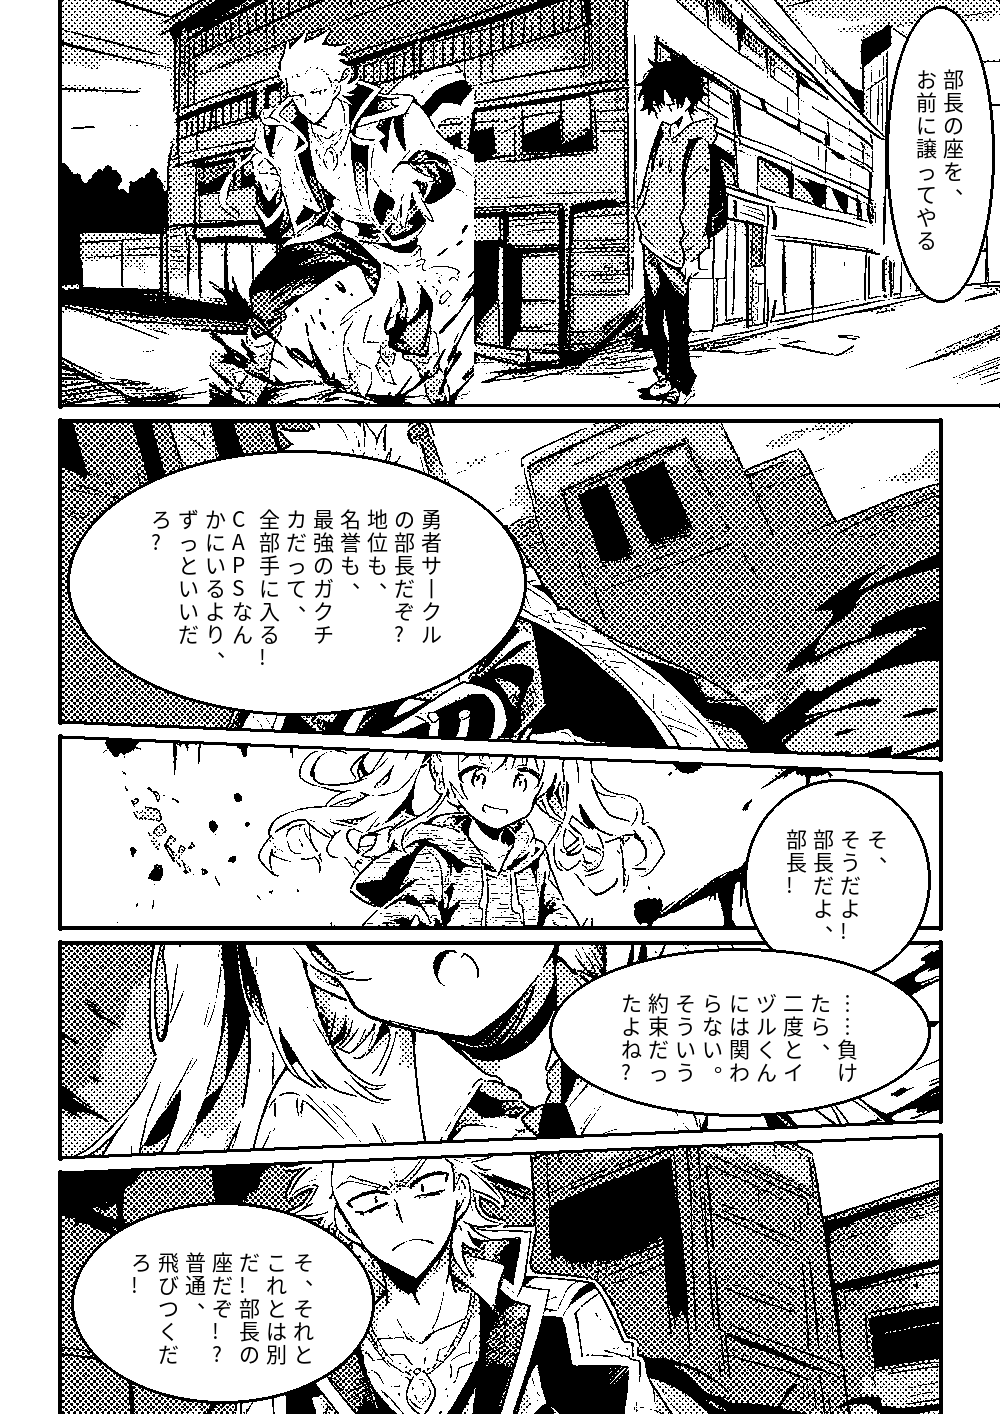 部長の座を、
お前に譲ってやる
勇者サークル
の部長だぞ?
地位も、
名誉も、
最強のガクチ
カだって、
全部手に入る!
CAPSなん
かにいるより、
ずっといいだ
ろ?
そ、
そうだよ!
部長だよ、
部長!
……負け
たら、
二度とイ
ヅルくん
には関わ
らない。
そういう
約束だっ
たよね?
そ、それと
これとは別
だ!部長の
座だぞ!?
普通、
飛びつくだ
ろ!